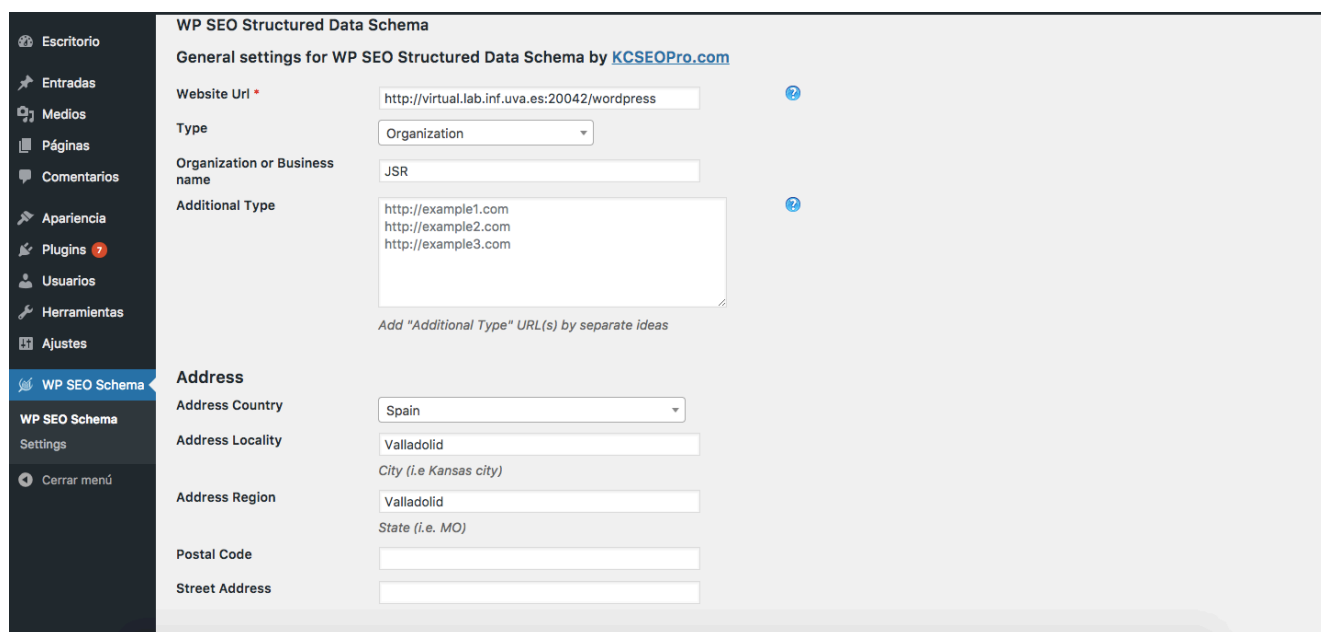 Escritorio
Entradas
Medios
Páginas
Comentarios
Apariencia
Plugins 7
Usuarios
Herramientas
Ajustes
WP SEO Schema
WP SEO Schema
Settings
Cerrar menú
WP SEO Structured Data Schema
General settings for WP SEO Structured Data Schema by KCSEOPro.com
Website Url *
http://virtual.lab.inf.uva.es:20042/wordpress
?
Type
Organization
Organization or Business
name
JSR
Additional Type
http://example1.com
http://example2.com
http://example3.com
?
Add "Additional Type" URL(s) by separate ideas
Address
Address Country
Spain
Address Locality
Valladolid
City (i.e Kansas city)
Address Region
Valladolid
State (i.e. MO)
Postal Code
Street Address